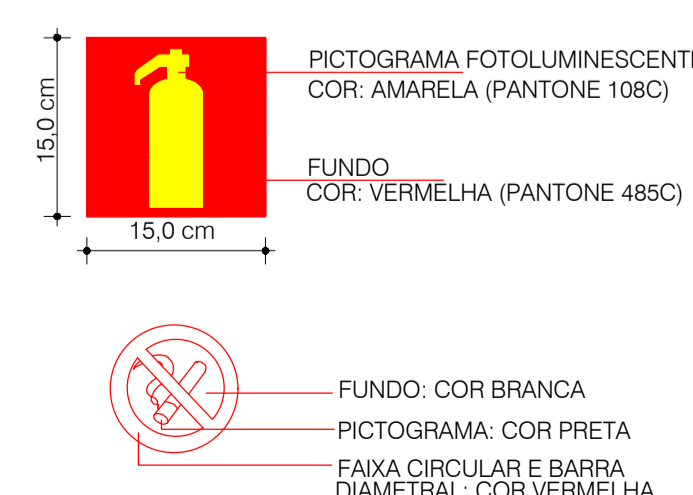 PICTOGRAMA FOTOLUMINESCENTE
COR: AMARELA (PANTONE 108C)
15,0 cm
FUNDO
COR: VERMELHA (PANTONE 485C)
15,0 cm
FUNDO: COR BRANCA
PICTOGRAMA: COR PRETA
FAIXA CIRCULAR E BARRA
DIAMETRAL: COR VERMELHA